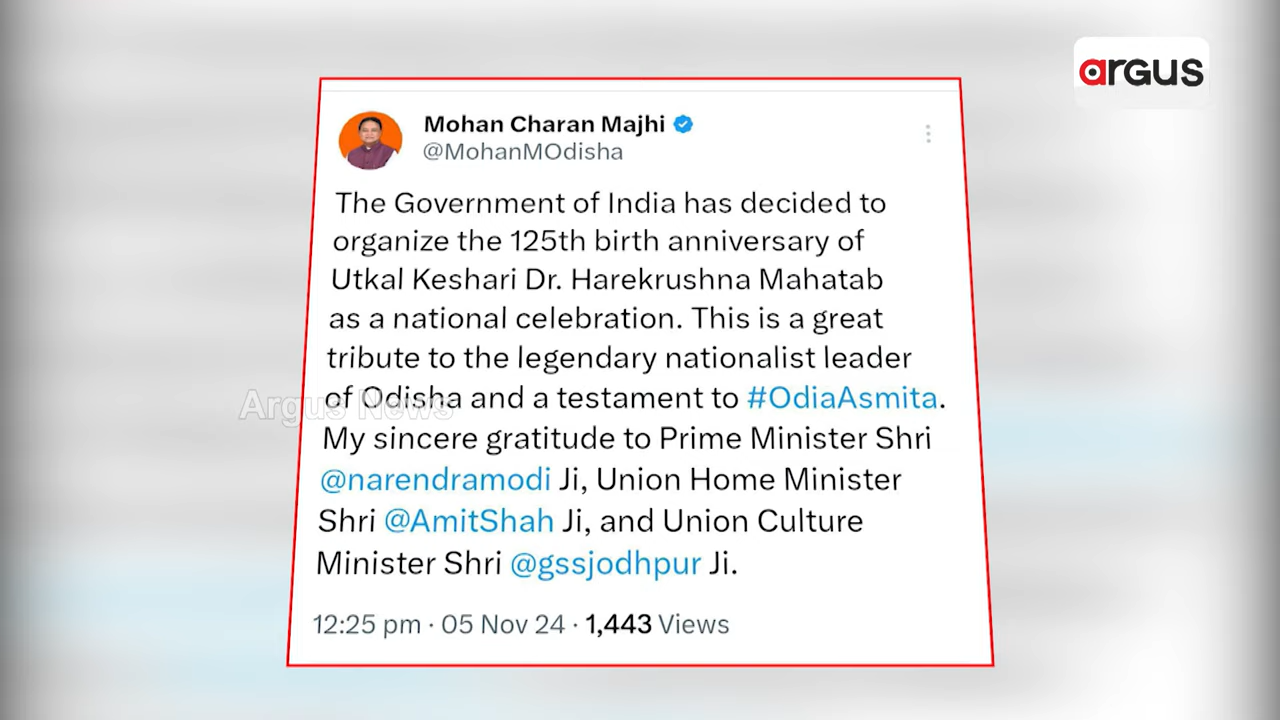 argus
Mohan Charan Majhi
@MohanMOdisha
The Government of India has decided to
organize the 125th birth anniversary of
Utkal Keshari Dr. Harekrushna Mahatab
as a national celebration. This is a great
tribute to the legendary nationalist leader
of Odisha and a testament to #OdiaAsmita.
My sincere gratitude to Prime Minister Shri
@narendramodi Ji, Union Home Minister
Shri @AmitShah Ji, and Union Culture
Minister Shri @gssjodhpur Ji.
12:25 pm · 05 Nov 24 · 1,443 Views
Argus News